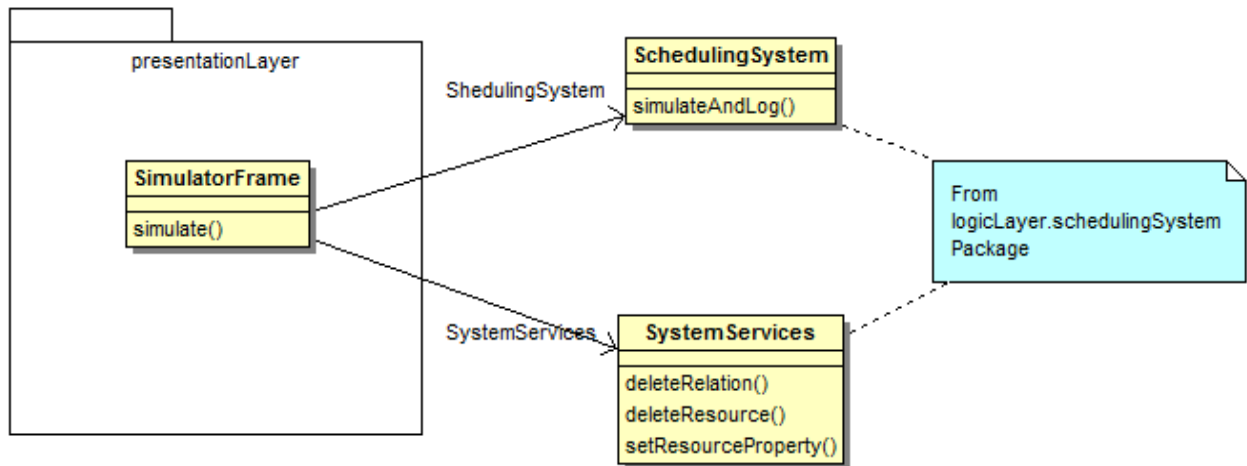 presentationLayer
SchedulingSystem
ShedulingSystem
simulateAndLog()
SimulatorFrame
simulate()
From
logicLayer.schedulingSystem
Package
SystemServices
SystemServices
deleteRelation()
deleteResource()
setResourceProperty()